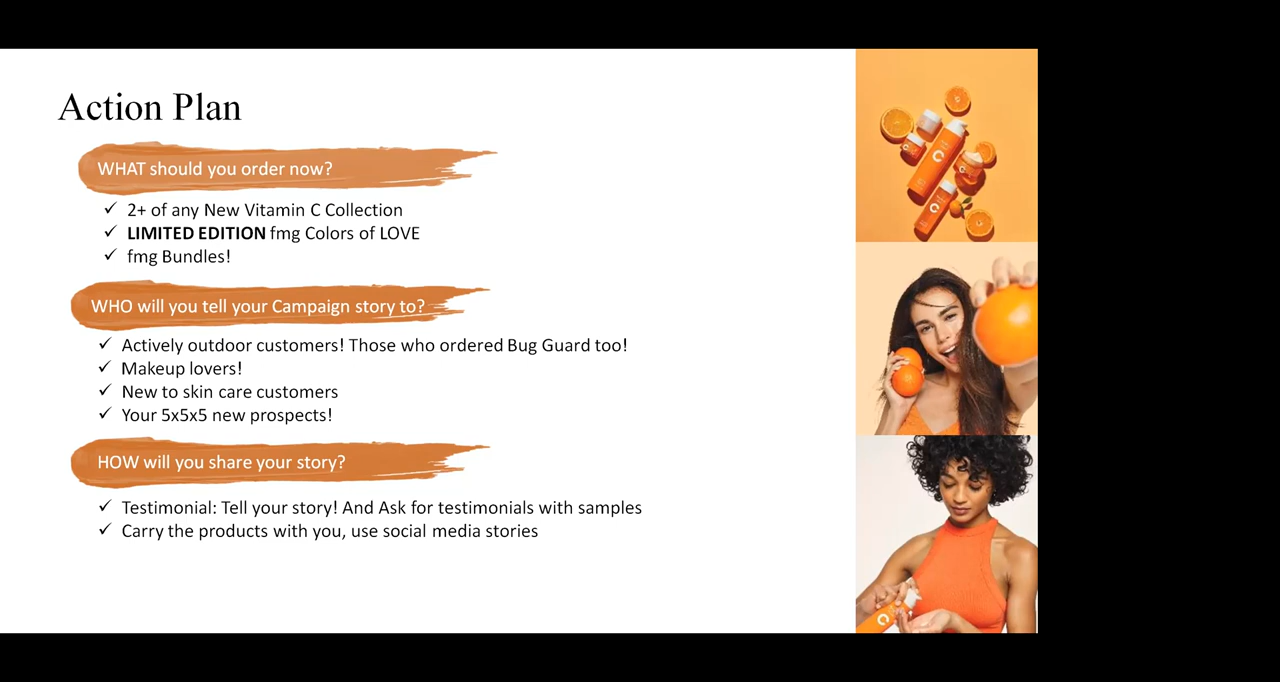 Action Plan
WHAT should you order now?
✓ 2+ of any New Vitamin C Collection
✓ LIMITED EDITION fmg Colors of LOVE
✓ fmg Bundles!
WHO will you tell your Campaign story to?
✓ Actively outdoor customers! Those who ordered Bug Guard too!
✓ Makeup lovers!
✓ New to skin care customers
✓ Your 5x5x5 new prospects!
HOW will you share your story?
✓ Testimonial: Tell your story! And Ask for testimonials with samples
✓ Carry the products with you, use social media stories